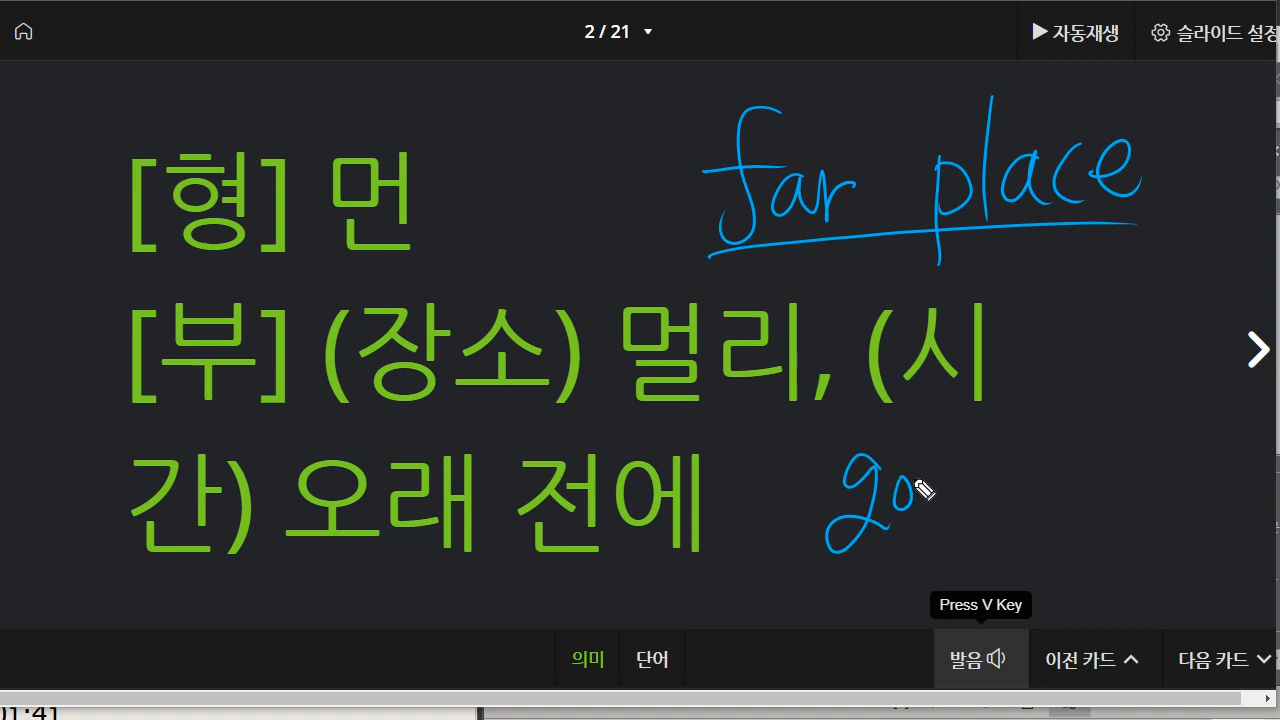 2 / 21
자동재생
슬라이드 설정
far place
[형] 먼
[부] (장소) 멀리, (시
간) 오래 전에
go
Press V Key
의미
단어
발음
이전 카드
다음 카드
01:41